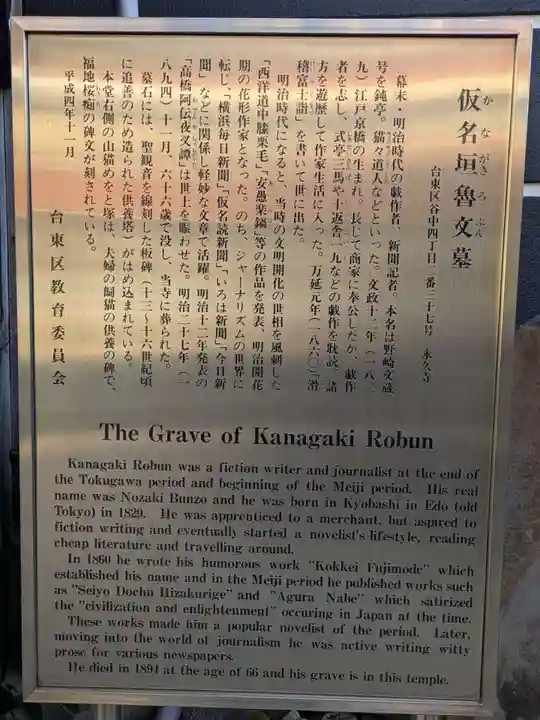 仮名垣魯文墓
かながきろぶん
台東区谷中四丁目二番三十七号 永久寺
幕末・明治時代の戯作者、新聞記者。本名は野崎文蔵、
号を鈍亭、猫々道人などといった。文政十二年（一八二
九）江戸京橋の生まれ。長じて商家に奉公したが、戯作
者を志し、式亭三馬や十返舎一九などの戯作を耽読、諸
方を遊歴して作家生活に入った。万延元年（一八六〇）『滑
稽富士詣』を書いて世に出た。
明治時代になると、当時の文明開化の世相を風刺した
『西洋道中膝栗毛』『安愚楽鍋』等の作品を発表、明治開花
期の花形作家となった。のち、ジャーナリズムの世界に
転じ『横浜毎日新聞』『仮名読新聞』『いろは新聞』『今日新
聞』などに関係し軽妙な文章で活躍。明治十二年発表の
『高橋阿伝夜叉譚』は世上を賑わせた。明治二十七年（一
八九四）十一月、六十六歳で没し、当寺に葬られた。
墓石には、聖観音を線刻した板碑（十三〜十六世紀頃
に追善のため造られた供養塔）がはめ込まれている。
本堂右側の山猫めをと塚は、夫婦の飼猫の供養の碑で、
福地桜痴の碑文が刻されている。
平成四年十一月
台東区教育委員会
The Grave of Kanagaki Robun
Kanagaki Robun was a fiction writer and journalist at the end of
the Tokugawa period and beginning of the Meiji period. His real
name was Nozaki Bunzo and he was born in Kyobashi in Edo (old
Tokyo) in 1829. He was apprenticed to a merchant, but aspired to
fiction writing and eventually started a novelist's lifestyle, reading
cheap literature and travelling around.
In 1860 he wrote his humorous work "Kokkei Fujimode" which
established his name and in the Meiji period he published works such
as "Seiyo Dochu Hizakurige" and "Agura Nabe" which satirized
the "civilization and enlightenment" occuring in Japan at the time.
These works made him a popular novelist of the period. Later,
moving into the world of journalism he was active writing witty
prose for various newspapers.
He died in 1894 at the age of 66 and his grave is in this temple.